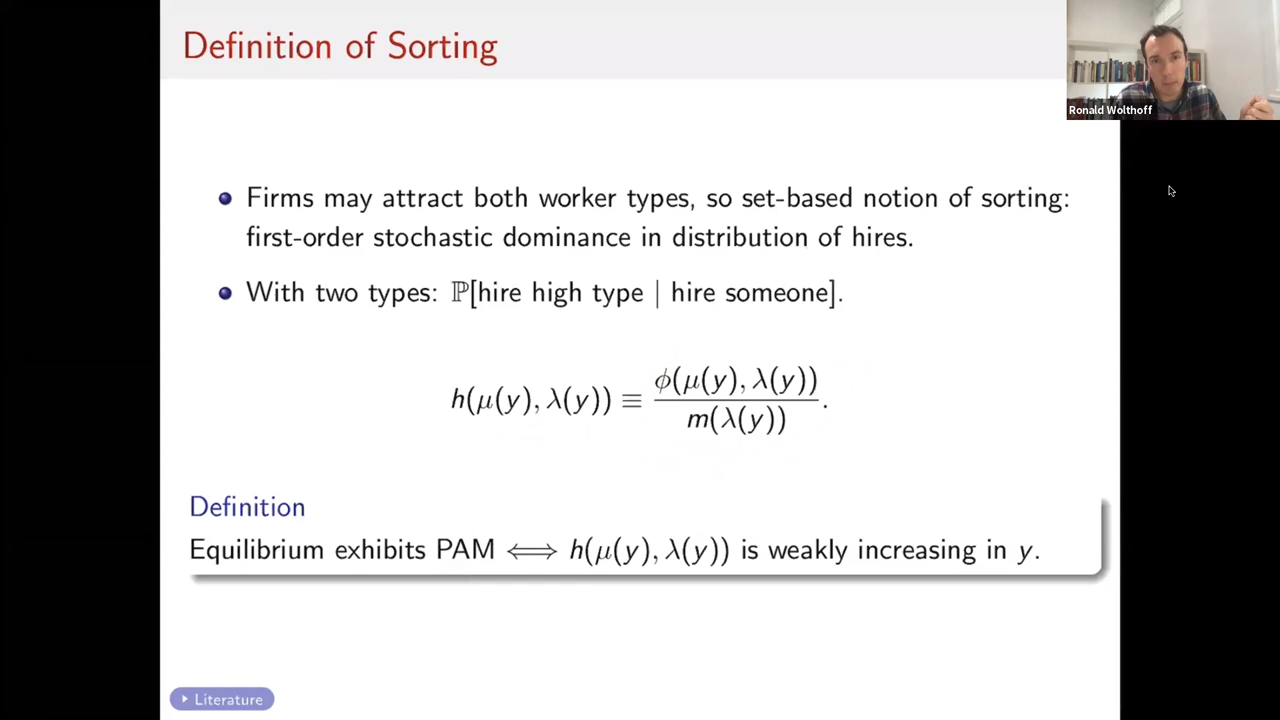 Definition of Sorting
Ronald Wolthoff
Firms may attract both worker types, so set-based notion of sorting:
first-order stochastic dominance in distribution of hires.
With two types: ℙ[hire high type | hire someone].
h(μ(y), λ(y)) ≡ ϕ(μ(y), λ(y)) / m(λ(y)).
Definition
Equilibrium exhibits PAM ⟺ h(μ(y), λ(y)) is weakly increasing in y.
Literature